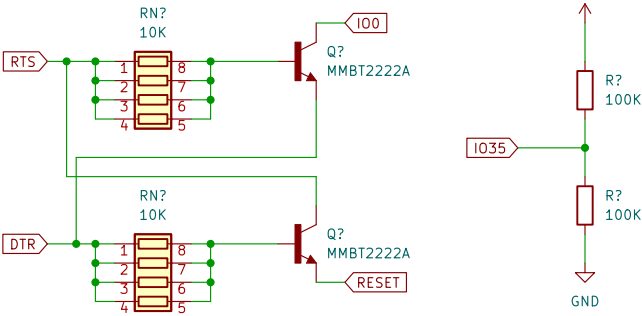 RN?
10K
RTS
1 8
2 7
3 6
4 5
IO0
Q?
MMBT2222A
RN?
10K
DTR
1 8
2 7
3 6
4 5
Q?
MMBT2222A
RESET
R?
100K
IO35
R?
100K
GND